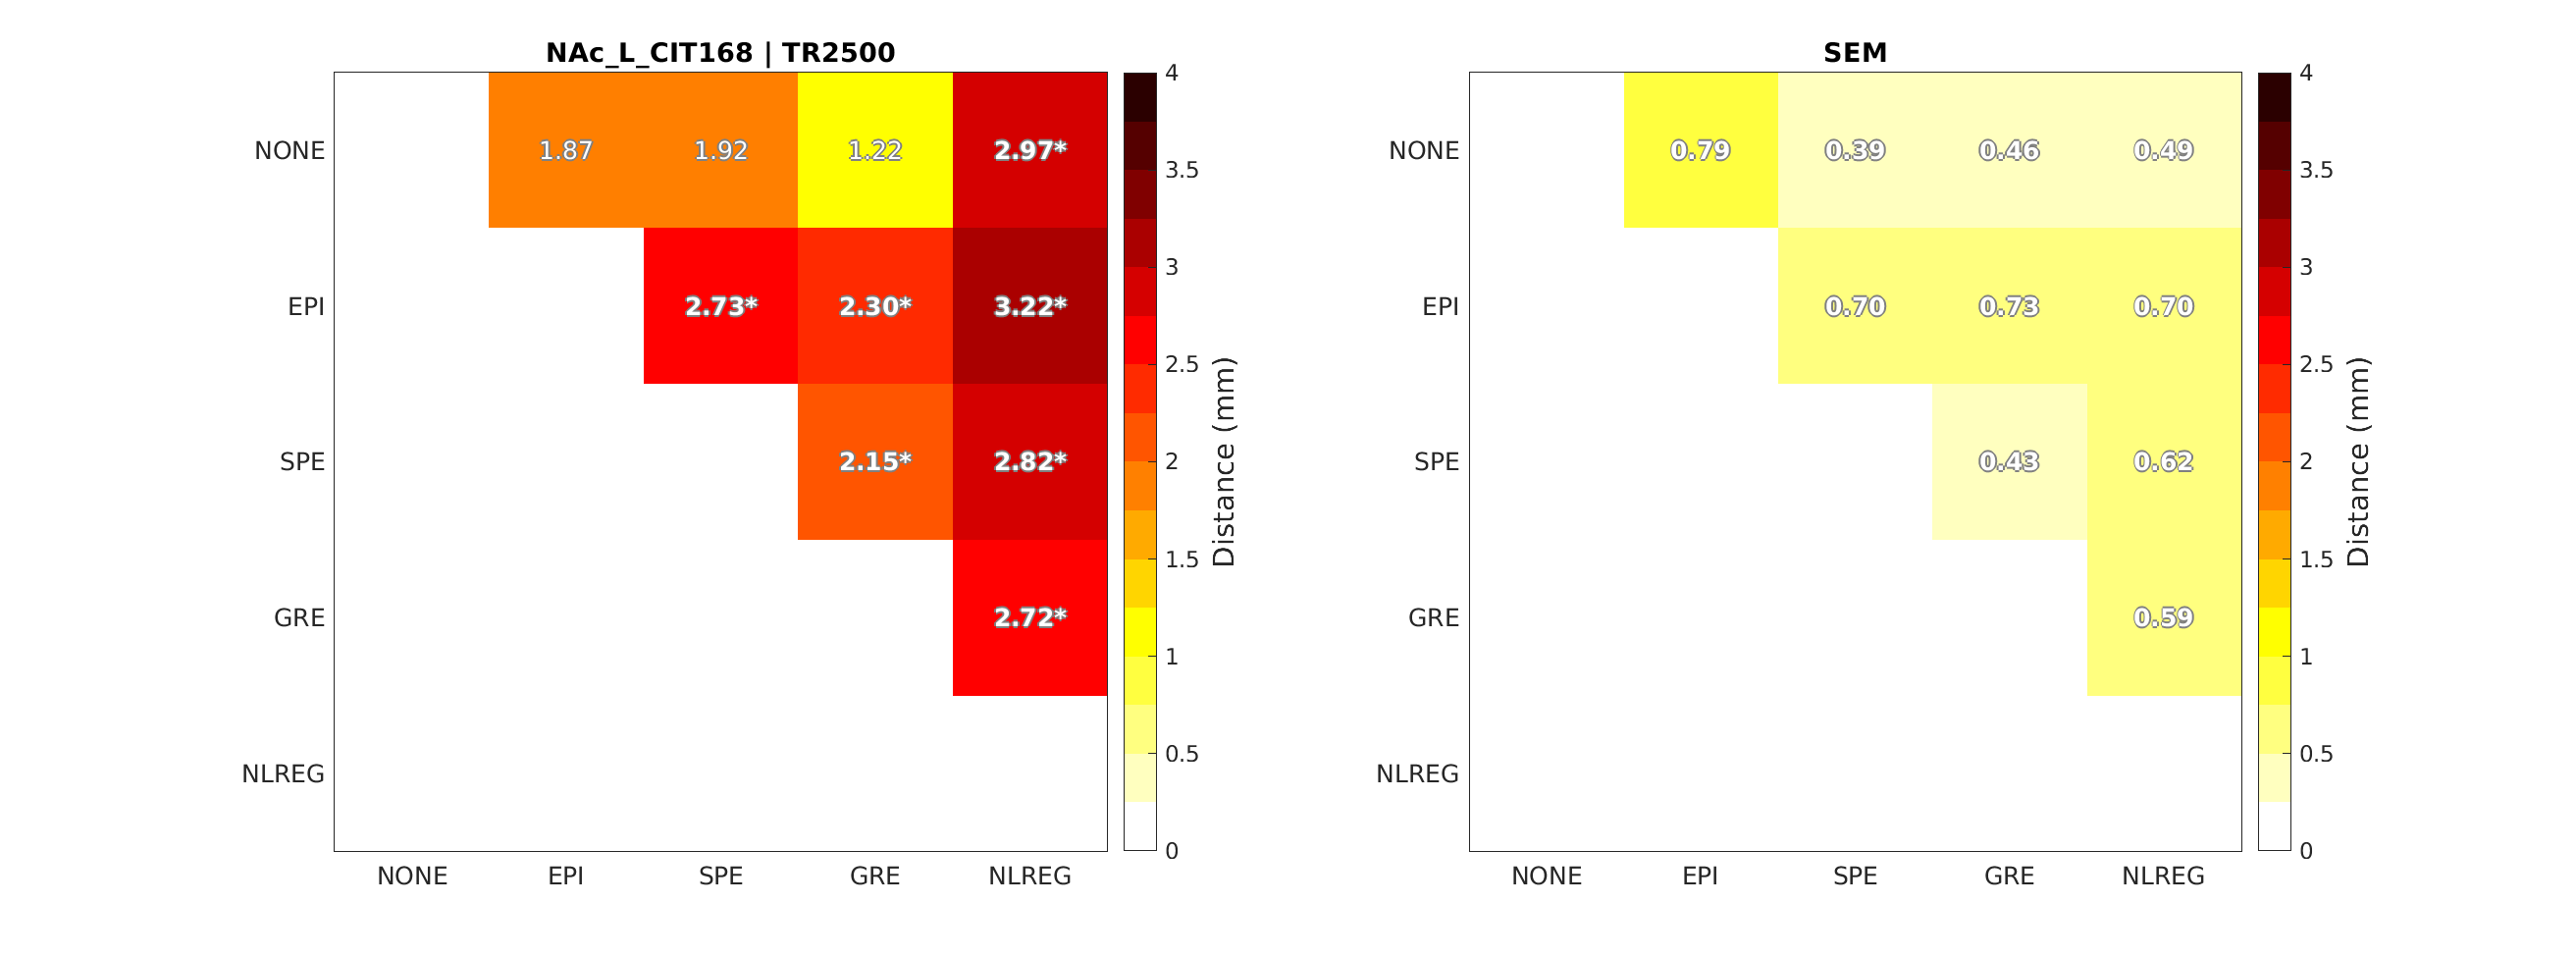 NAc_L_CIT168 | TR2500
NONE 1.87 1.92 1.22 2.97*
EPI 2.73* 2.30* 3.22*
SPE 2.15* 2.82*
GRE 2.72*
NLREG
NONE EPI SPE GRE NLREG
4
3.5
3
2.5
2
1.5
1
0.5
0
Distance (mm)
SEM
NONE 0.79 0.39 0.46 0.49
EPI 0.70 0.73 0.70
SPE 0.43 0.62
GRE 0.59
NLREG
NONE EPI SPE GRE NLREG
4
3.5
3
2.5
2
1.5
1
0.5
0
Distance (mm)